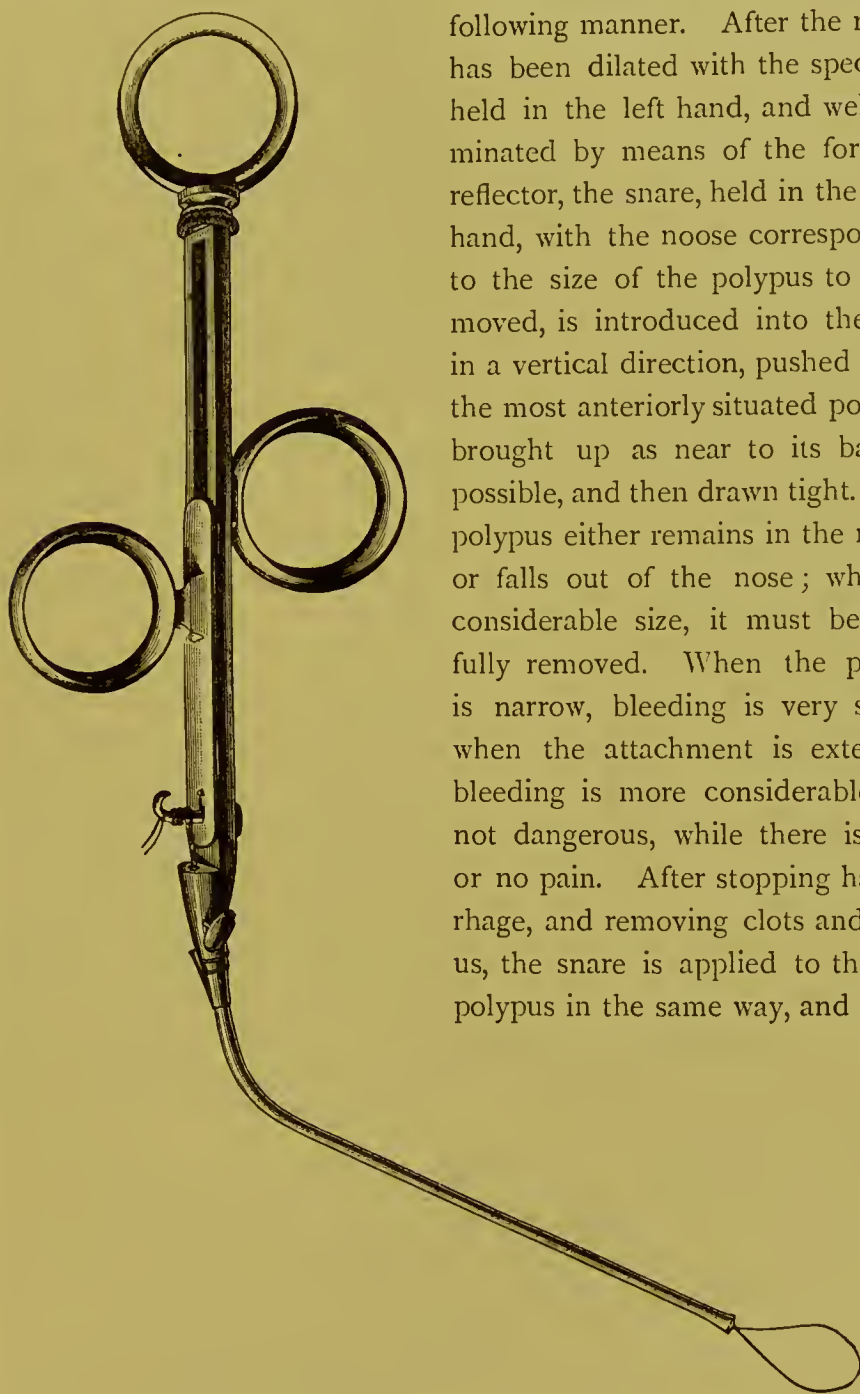 following manner. After the
has been dilated with the
held in the left hand, and
minated by means of the
reflector, the snare, held in the
hand, with the noose
to the size of the polypus to
moved, is introduced into
in a vertical direction, pushed
the most anteriorly situated
brought up as near to its
possible, and then drawn tight.
polypus either remains in the
or falls out of the nose;
considerable size, it must be
fully removed. When the
is narrow, bleeding is very
when the attachment is
bleeding is more
not dangerous, while there is
or no pain. After stopping
rhage, and removing clots and
us, the snare is applied to
polypus in the same way, and